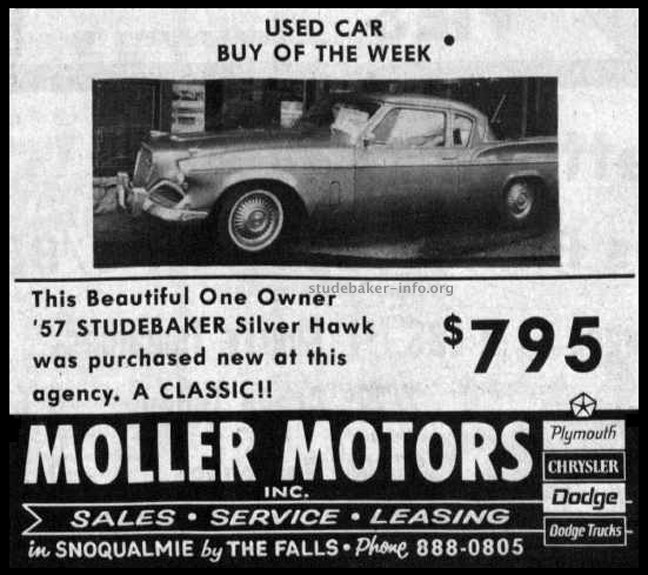 USED CAR
BUY OF THE WEEK
studebaker-info.org
This Beautiful One Owner
'57 STUDEBAKER Silver Hawk
was purchased new at this
agency. A CLASSIC!!
$795
MOLLER MOTORS
INC.
SALES • SERVICE • LEASING
in SNOQUALMIE by THE FALLS • Phone 888-0805
Plymouth
CHRYSLER
Dodge
Dodge Trucks